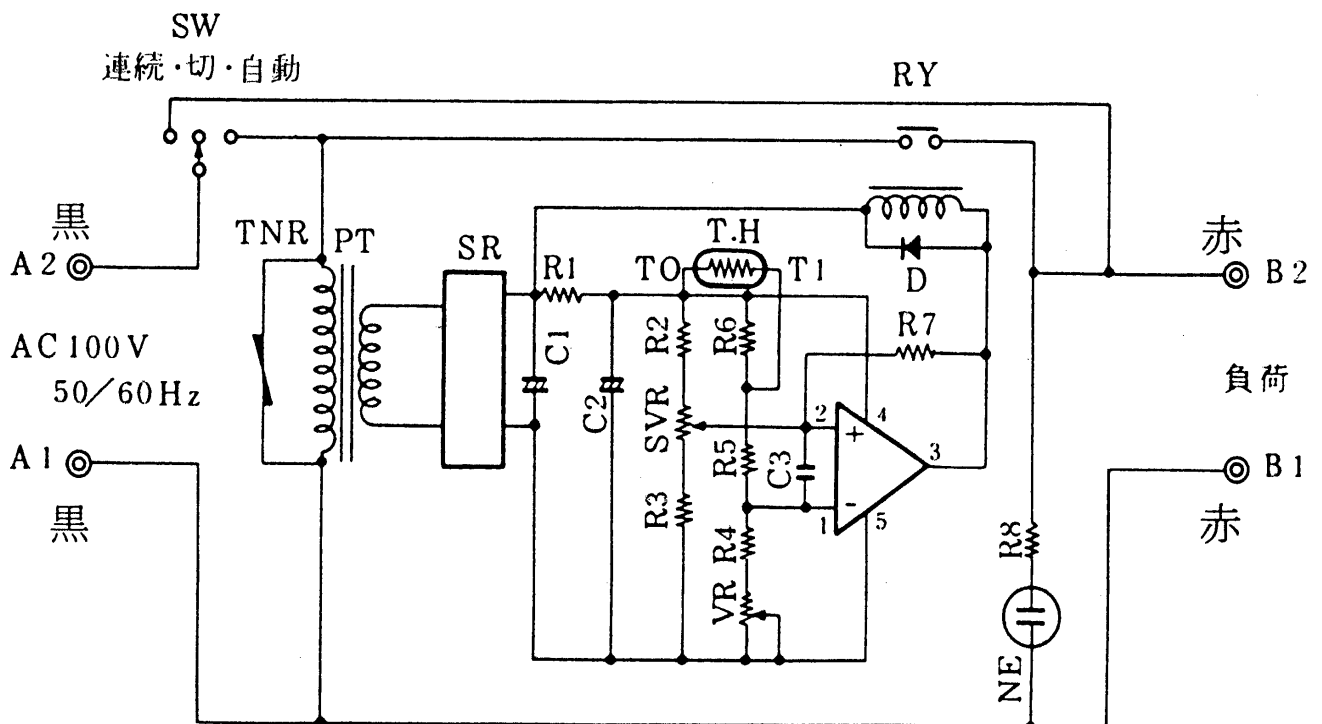 SW
連続・切・自動
RY
黒
A2
TNR
PT
SR
R1
T.H
TO
T1
D
赤
B2
AC 100V
50/60Hz
C1
C2
R2
R6
R7
負荷
SVR
2
+
4
3
A1
黒
R3
R5
C3
-
1
5
B1
赤
R4
VR
R8
NE